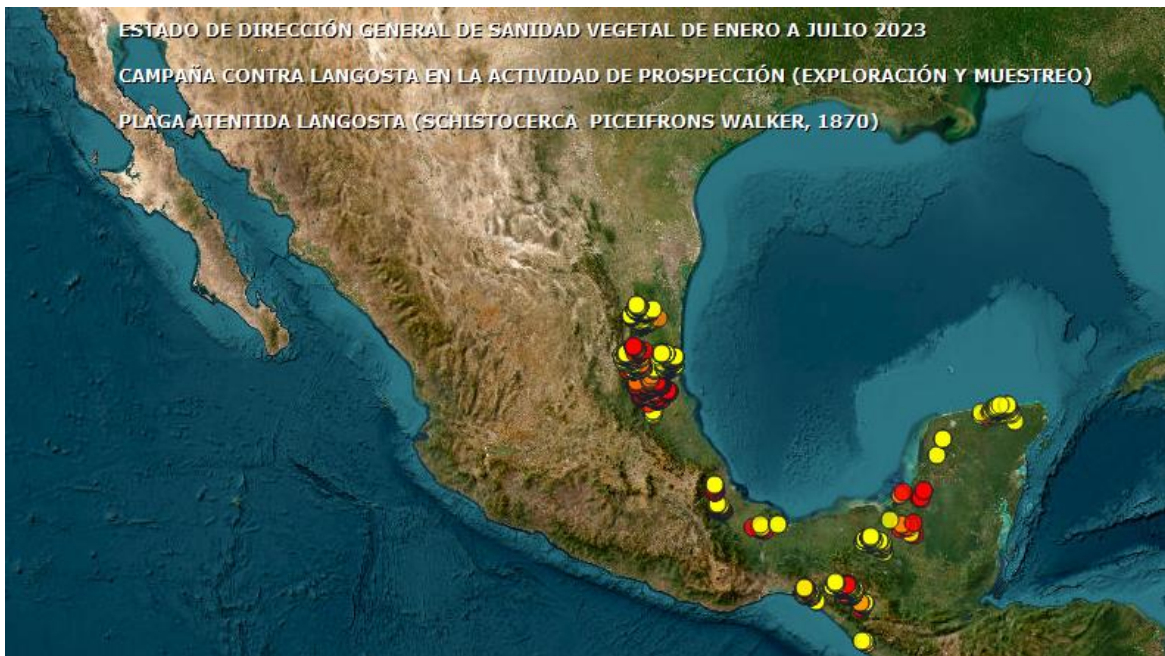 ESTADO DE DIRECCIÓN GENERAL DE SANIDAD VEGETAL DE ENERO A JULIO 2023
CAMPAÑA CONTRA LANGOSTA EN LA ACTIVIDAD DE PROSPECCIÓN (EXPLORACIÓN Y MUESTREO)
PLAGA ATENTIDA LANGOSTA (SCHISTOCERCA PICEIFRONS WALKER, 1870)